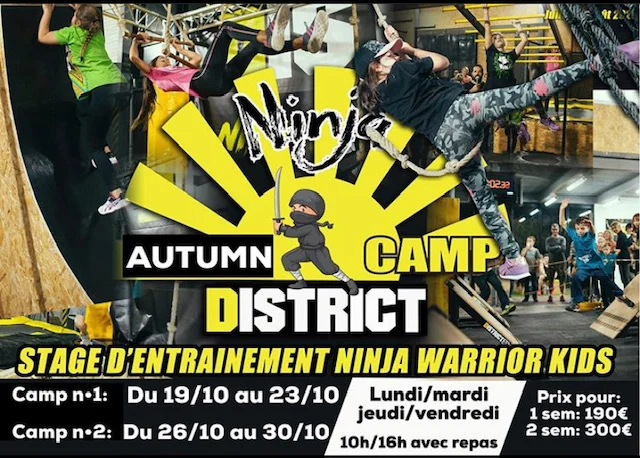 Ninja
AUTUMN CAMP
DISTRICT
STAGE D'ENTRAINEMENT NINJA WARRIOR KIDS
Camp n•1: Du 19/10 au 23/10
Camp n•2: Du 26/10 au 30/10
Lundi/mardi
jeudi/vendredi
10h/16h avec repas
Prix pour:
1 sem: 190€
2 sem: 300€